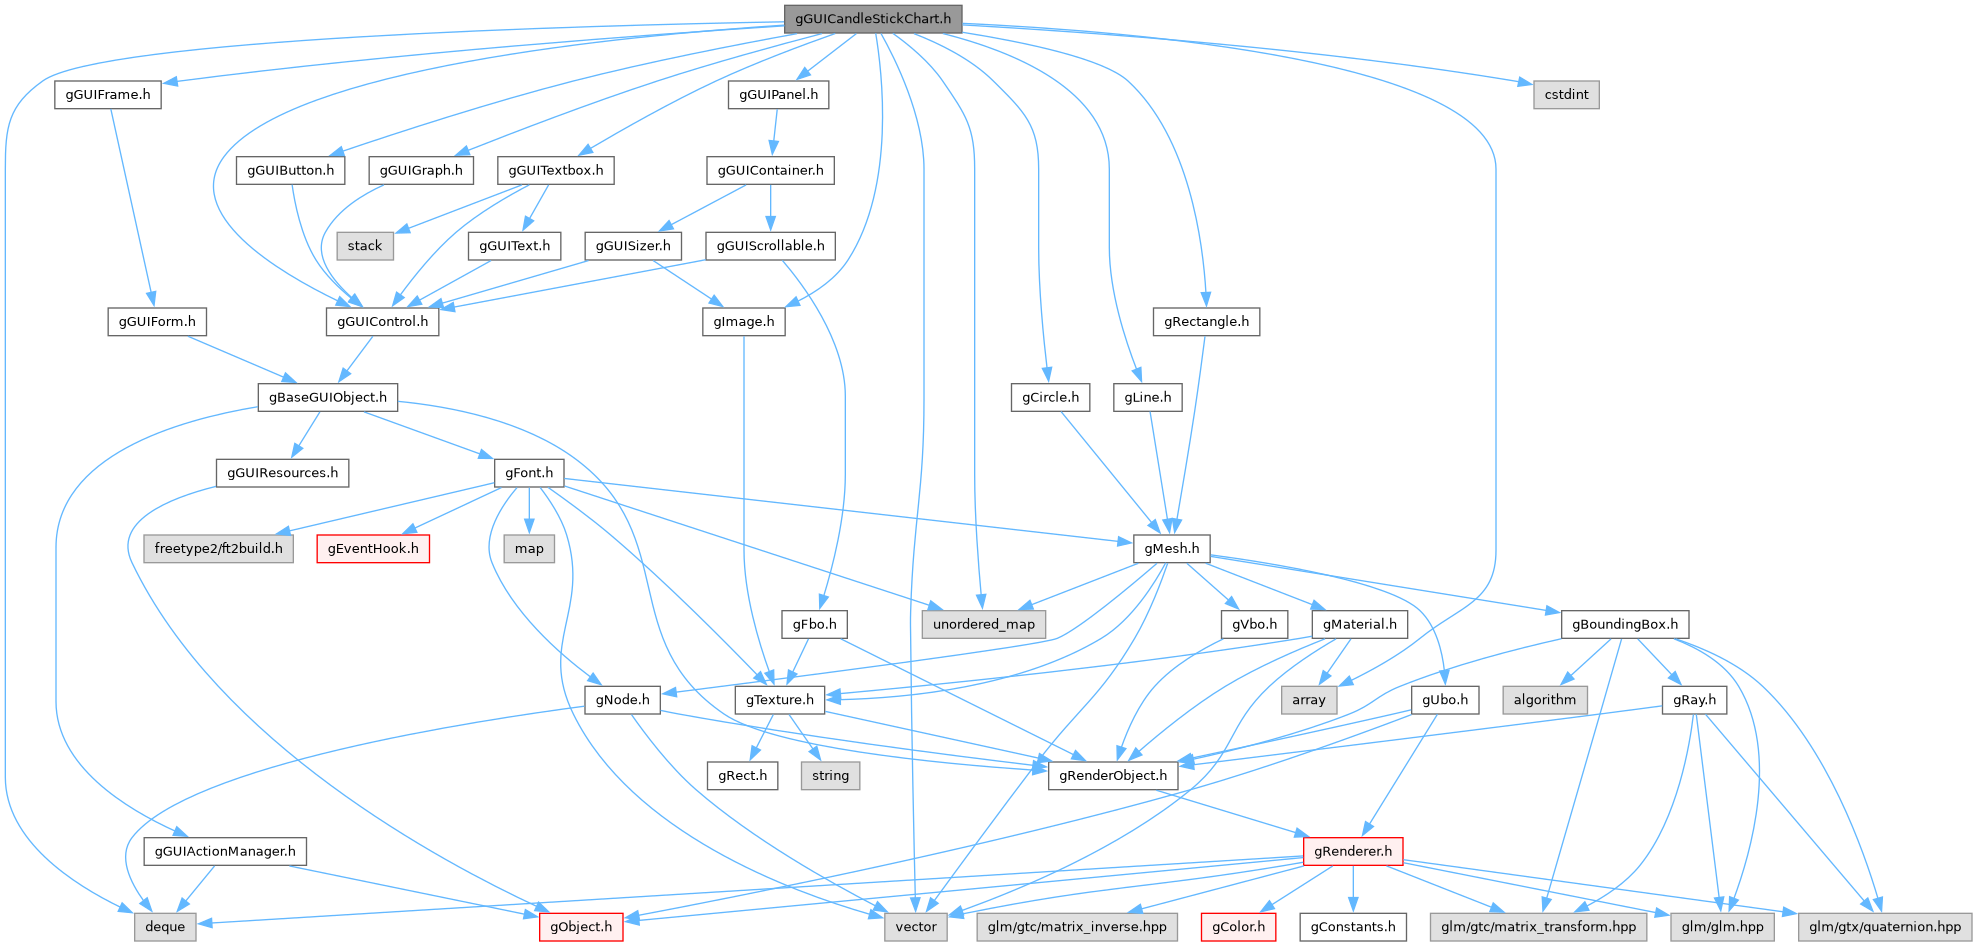 gGUICandleStickChart.h
gGUIFrame.h
gGUIPanel.h
cstdint
gGUIButton.h
gGUIGraph.h
gGUITextbox.h
gGUIContainer.h
stack
gGUIText.h
gGUISizer.h
gGUIScrollable.h
gGUIForm.h
gGUIControl.h
gImage.h
gRectangle.h
gBaseGUIObject.h
gCircle.h
gLine.h
gGUIResources.h
gFont.h
freetype2/ft2build.h
gEventHook.h
map
gMesh.h
gFbo.h
unordered_map
gVbo.h
gMaterial.h
gBoundingBox.h
gNode.h
gTexture.h
array
gUbo.h
algorithm
gRay.h
gRect.h
string
gRenderObject.h
gGUIActionManager.h
gRenderer.h
deque
gObject.h
vector
glm/gtc/matrix_inverse.hpp
gColor.h
gConstants.h
glm/gtc/matrix_transform.hpp
glm/glm.hpp
glm/gtx/quaternion.hpp